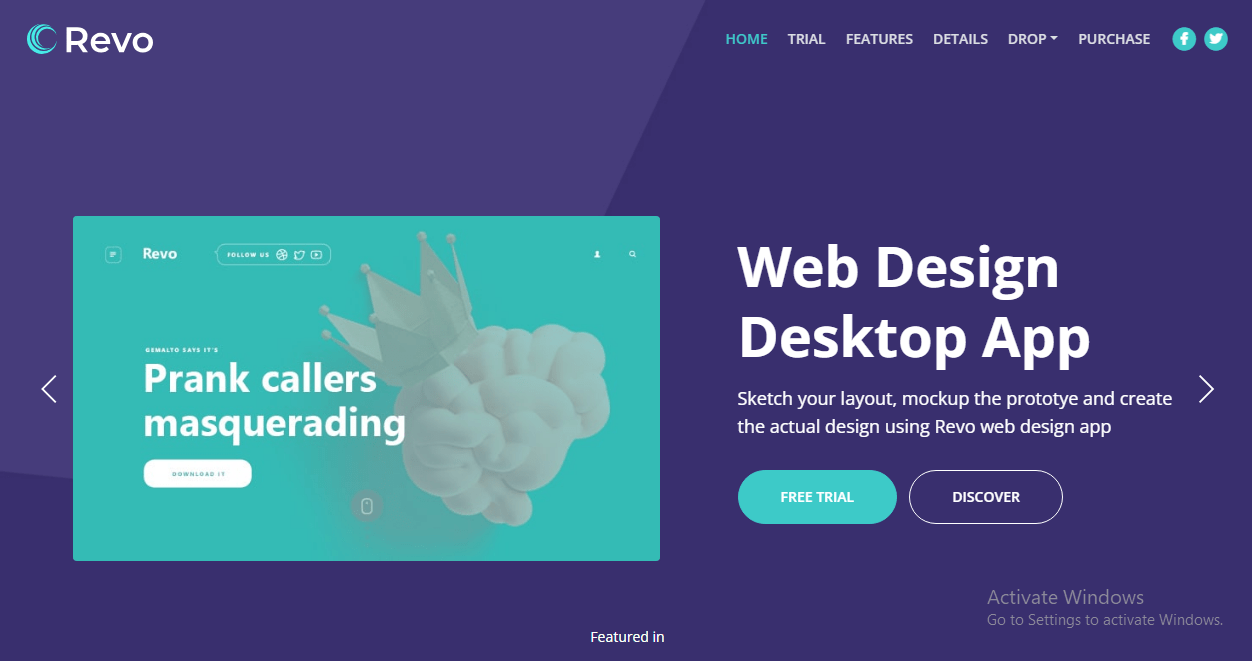 Revo
HOME TRIAL FEATURES DETAILS DROP PURCHASE
Revo
FOLLOW US
GEMALTO SAYS IT'S
Prank callers
masquerading
DOWNLOAD IT
Web Design
Desktop App
Sketch your layout, mockup the prototye and create
the actual design using Revo web design app
FREE TRIAL DISCOVER
Activate Windows
Go to Settings to activate Windows.
Featured in